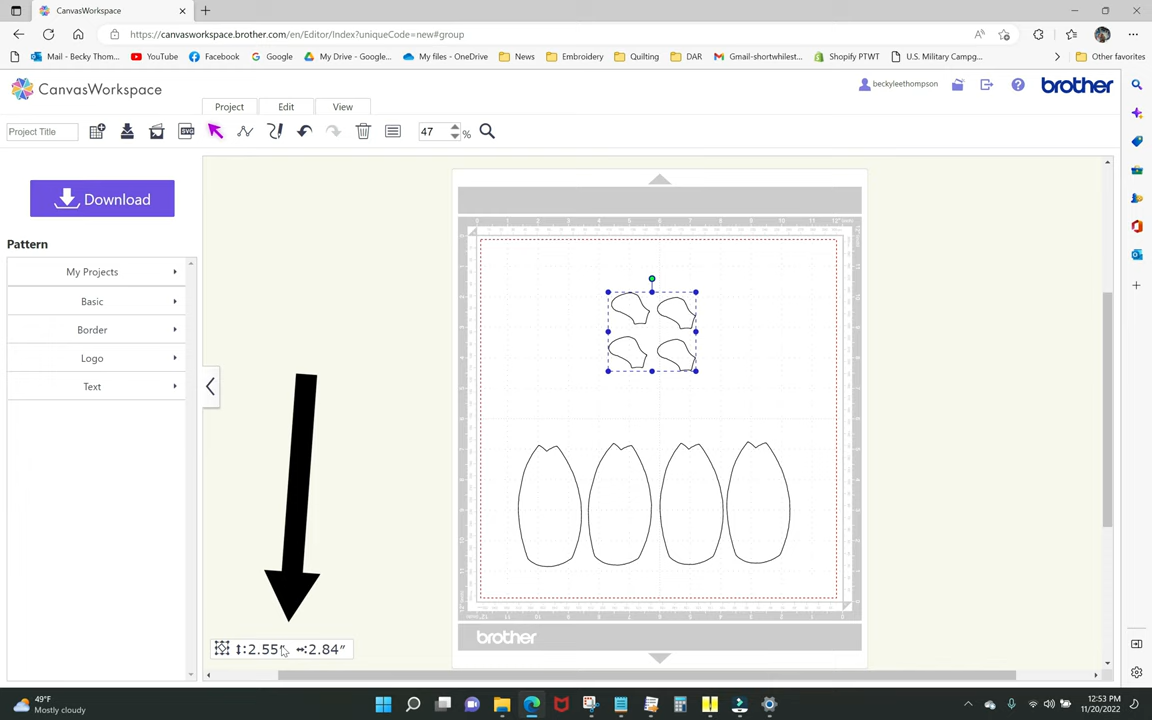 CanvasWorkspace
https://canvasworkspace.brother.com/en/Editor/Index?uniqueCode=new#group
Mail - Becky Thom... YouTube Facebook Google My Drive - Google... My files - OneDrive News Embroidery Quilting DAR Gmail-shortwhilest... Shopify PTWT U.S. Military Campg... Other favorites
CanvasWorkspace
beckyleethompson
brother
Project Edit View
Project Title
SVG
47 %
Download
Pattern
My Projects
Basic
Border
Logo
Text
brother
2.55" 2.84"
49°F
Mostly cloudy
12:53 PM
11/20/2022